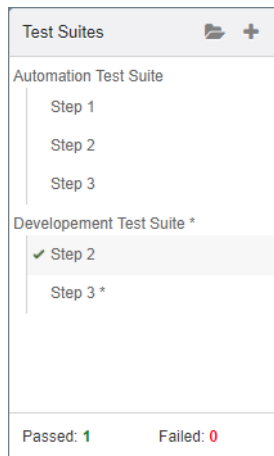 Test Suites
Automation Test Suite
Step 1
Step 2
Step 3
Developement Test Suite *
Step 2
Step 3 *
Passed: 1 Failed: 0